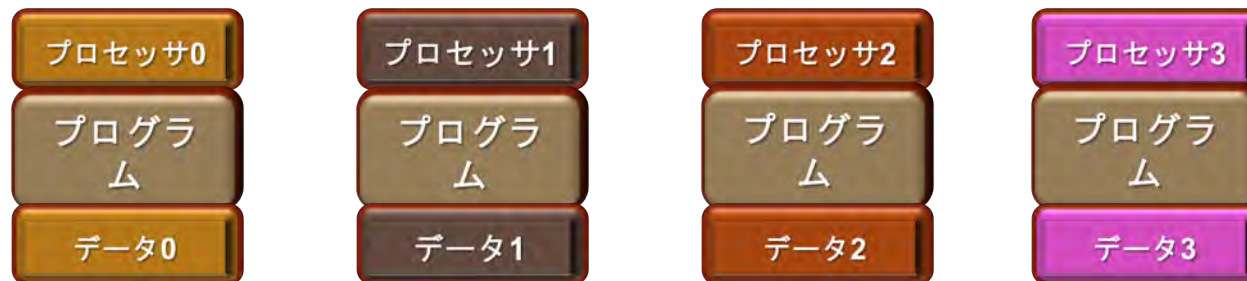 プロセッサ0
プログラ
ム
データ0
プロセッサ1
プログラ
ム
データ1
プロセッサ2
プログラ
ム
データ2
プロセッサ3
プログラ
ム
データ3